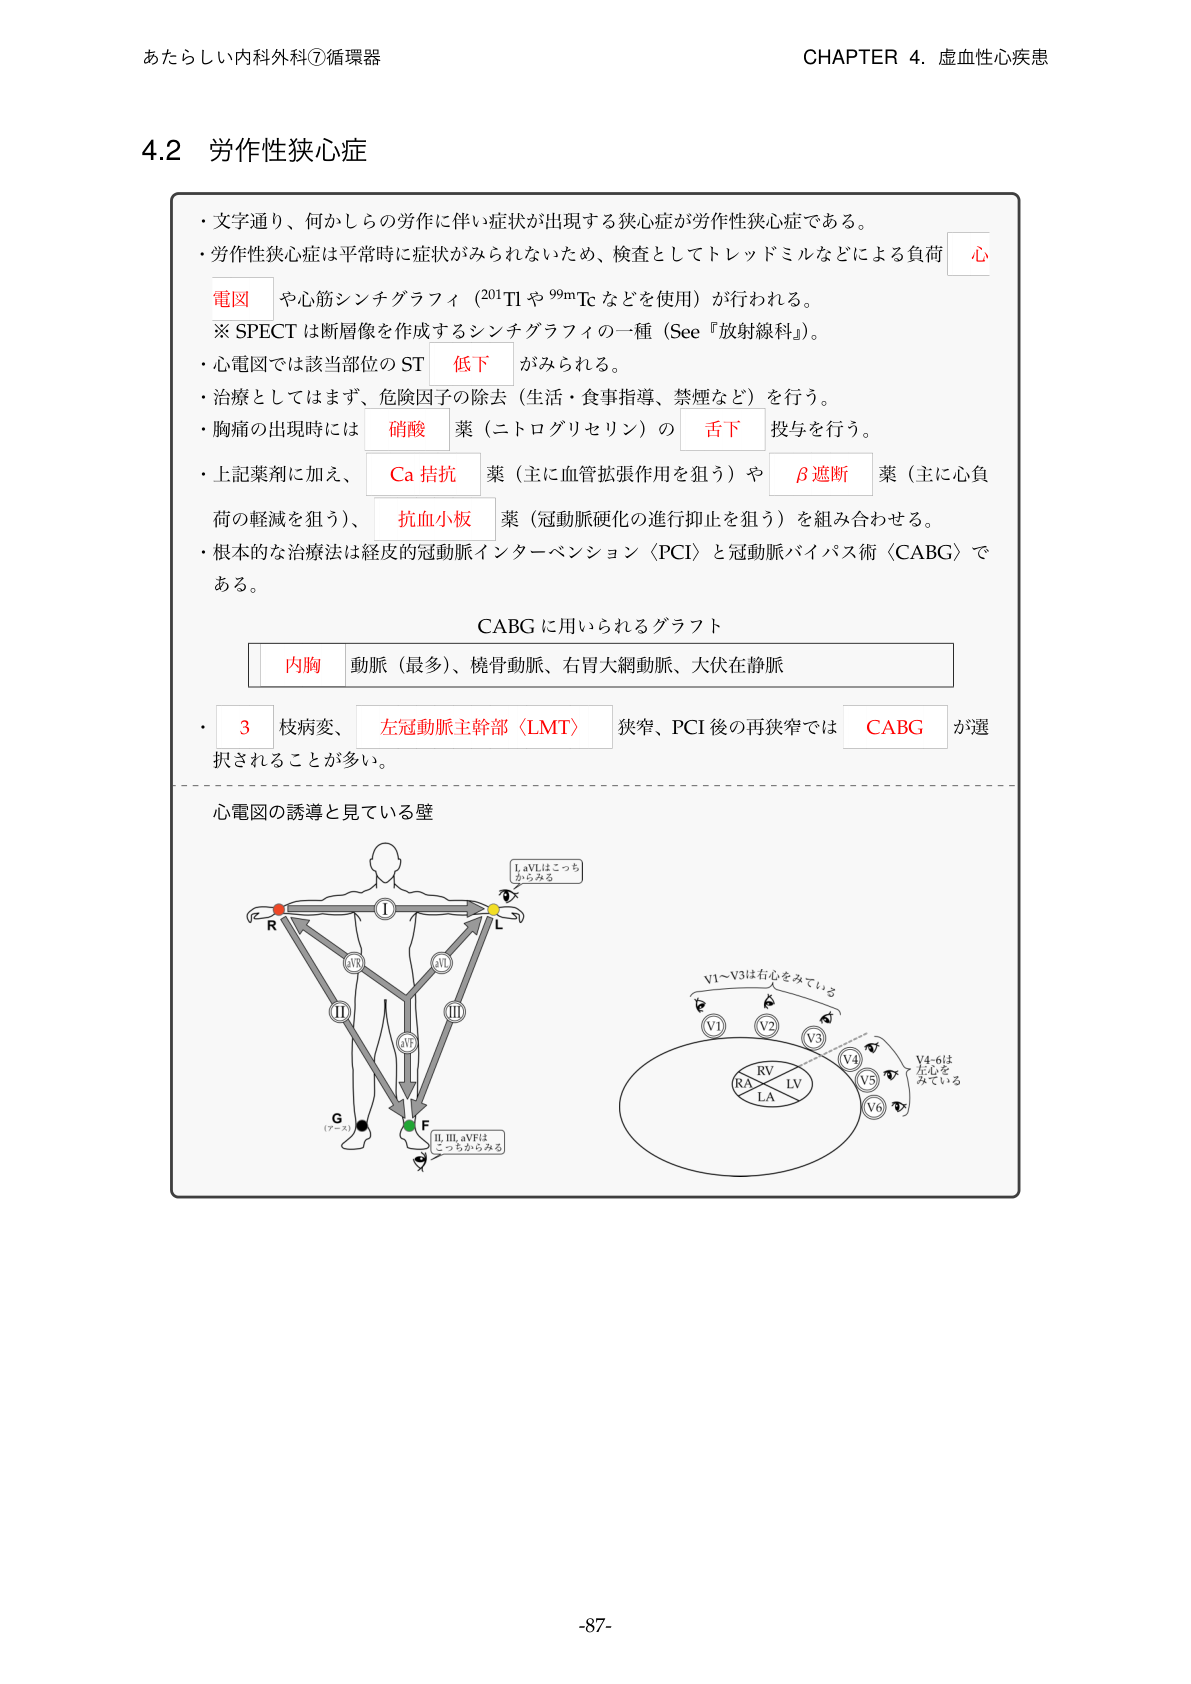 あたらしい内科外科⑦循環器
CHAPTER 4. 虚血性心疾患
4.2 労作性狭心症
・文字通り、何かしらの労作に伴い症状が出現する狭心症が労作性狭心症である。
・労作性狭心症は平常時に症状がみられないため、検査としてトレッドミルなどによる負荷 心
電図 や心筋シンチグラフィ（²⁰¹Tl や ⁹⁹ᵐTc などを使用）が行われる。
※ SPECT は断層像を作成するシンチグラフィの一種（See『放射線科』）。
・心電図では該当部位の ST 低下 がみられる。
・治療としてはまず、危険因子の除去（生活・食事指導、禁煙など）を行う。
・胸痛の出現時には 硝酸 薬（ニトログリセリン）の 舌下 投与を行う。
・上記薬剤に加え、 Ca 拮抗 薬（主に血管拡張作用を狙う）や β 遮断 薬（主に心負
荷の軽減を狙う）、 抗血小板 薬（冠動脈硬化の進行抑止を狙う）を組み合わせる。
・根本的な治療法は経皮的冠動脈インターベンション〈PCI〉と冠動脈バイパス術〈CABG〉で
ある。
CABG に用いられるグラフト
内胸 動脈（最多）、橈骨動脈、右胃大網動脈、大伏在静脈
・ 3 枝病変、 左冠動脈主幹部〈LMT〉 狭窄、PCI 後の再狭窄では CABG が選
択されることが多い。
心電図の誘導と見ている壁
I, aVLはこっち
からみる
I
R
L
aVR
aVL
II
III
aVF
G
(アース)
F
II, III, aVFは
こっちからみる
V1〜V3は右心をみている
V1
V2
V3
V4
V5
V6
V4-6は
左心を
みている
RV
RA
LV
LA
-87-